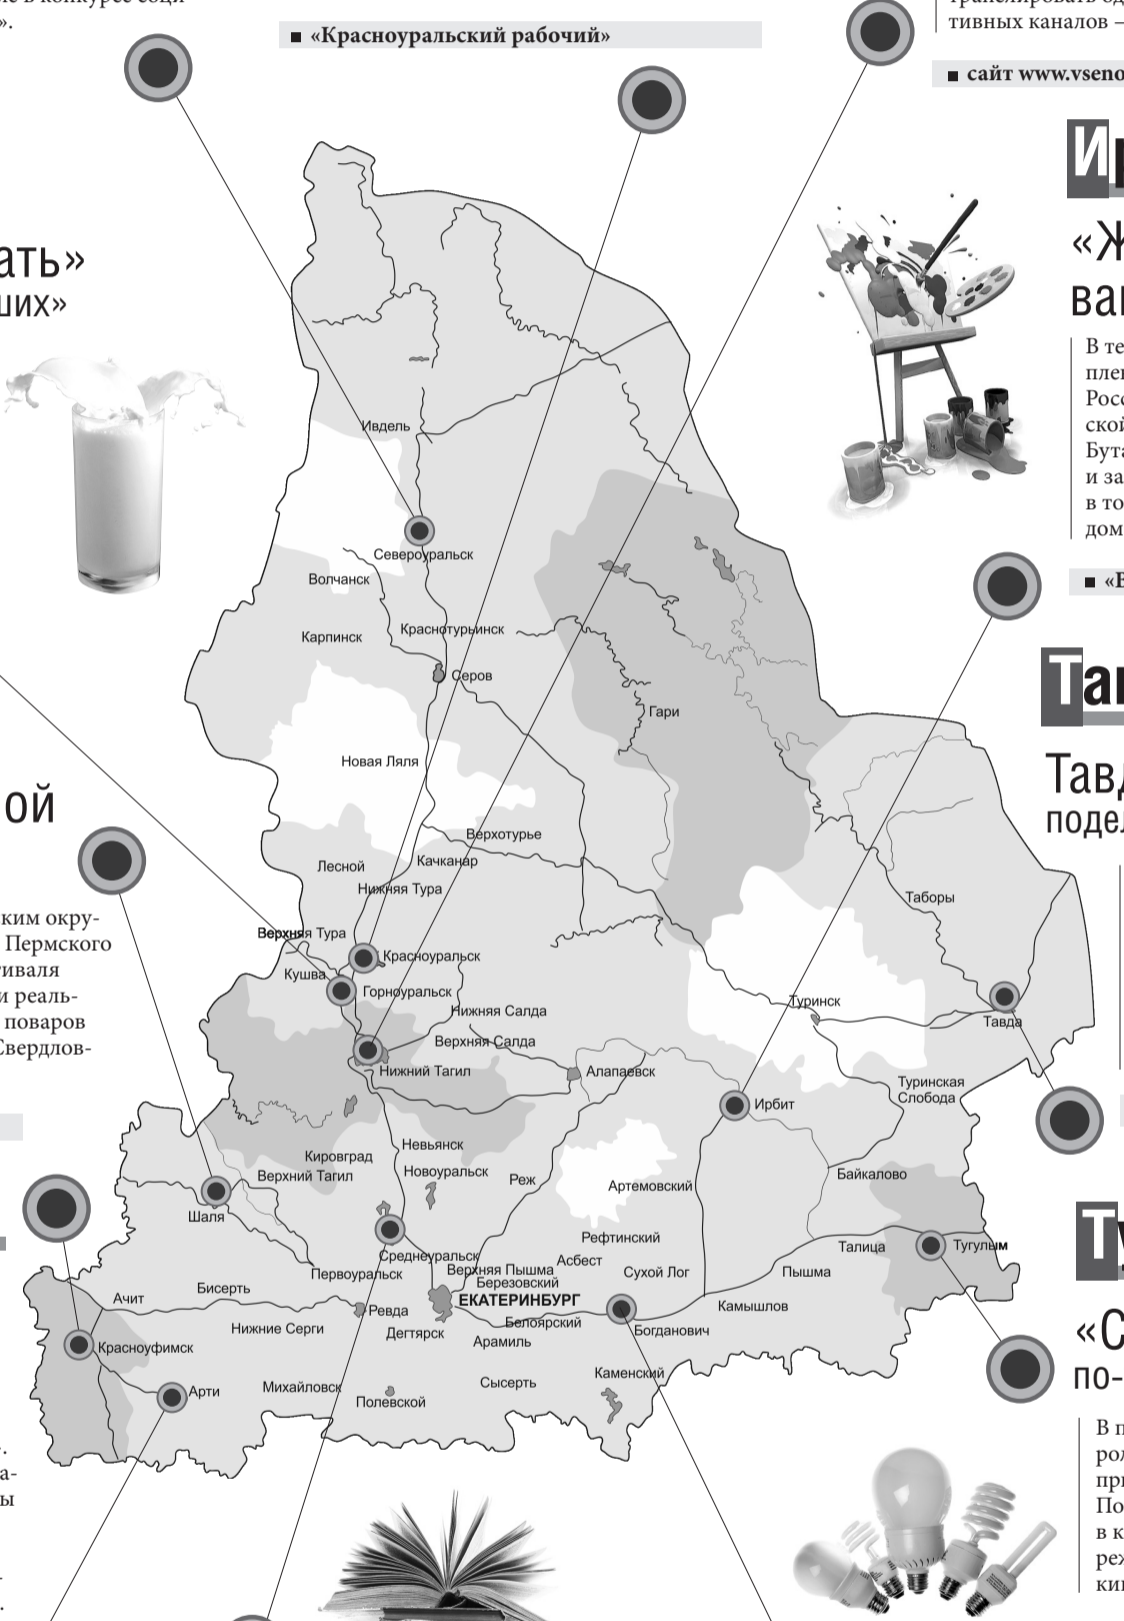 ».
■ «Красноуральский рабочий»
тивных каналов –
■ сайт www.vseno
ать»
ших»
«Ж
ва
В те
пле
Росс
ской
Бута
и за
в то
дом
■ «В
Та
Тавд
подел
ой
ским окру-
Пермского
тиваля
и реаль-
поваров
Свердлов-
Ивдель
Североуральск
Волчанск
Карпинск
Краснотурьинск
Серов
Гари
Новая Ляля
Верхотурье
Качканар
Лесной
Нижняя Тура
Таборы
Верхняя Тура
Красноуральск
Кушва
Горноуральск
Туринск
Нижняя Салда
Тавда
Верхняя Салда
Нижний Тагил
Алапаевск
Туринская
Слобода
Ирбит
Невьянск
Кировград
Верхний Тагил
Новоуральск
Реж
Артемовский
Байкалово
Шаля
Рефтинский
Талица
Тугулым
Среднеуральск
Асбест
Первоуральск
Верхняя Пышма
Березовский
Сухой Лог
Пышма
Бисерть
Ачит
ЕКАТЕРИНБУРГ
Ревда
Камышлов
Нижние Серги
Дегтярск
Белоярский
Богданович
Арамиль
Красноуфимск
Каменский
Арти
Михайловск
Сысерть
Полевской
«С
по-
В п
рол
при
По
в к
реж
ки
.
а-
ы
-
.